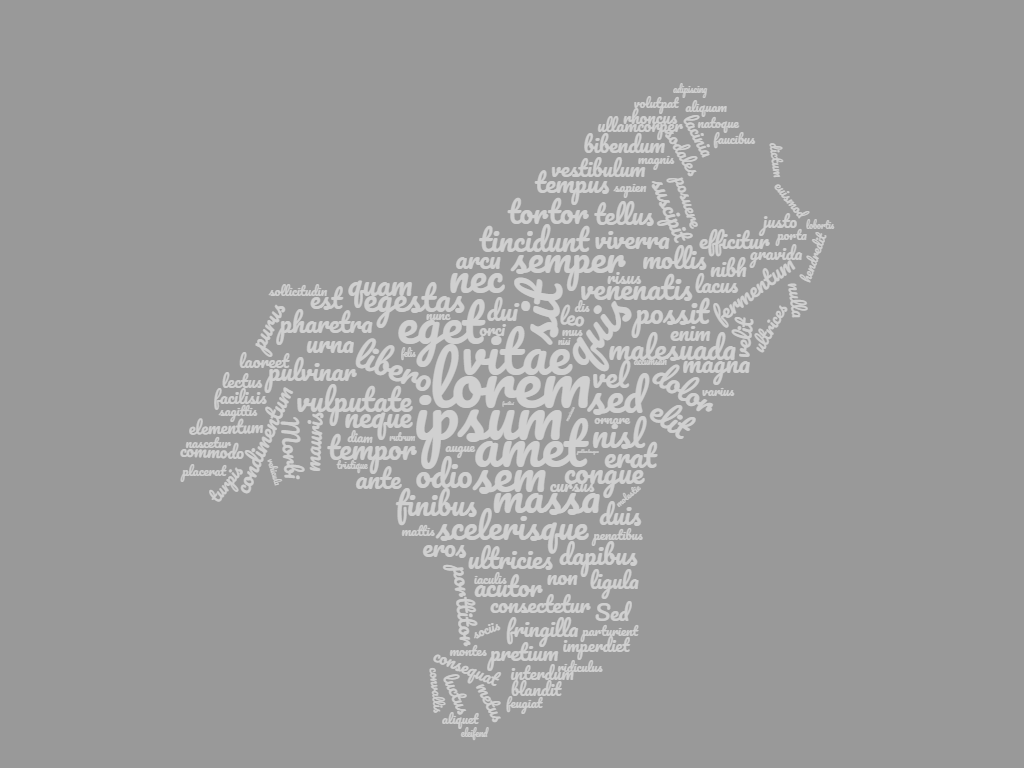 adipiscing
volutpat aliquam
rhoncus
ullamcorper
lacinia
natoque
sodales
faucibus
bibendum
magnis
dictum
vestibulum
tempus sapien
posuere
suscipit
euismod
tortor tellus
justo lobortis
tincidunt viverra
efficitur
porta
hendrerit
arcu semper mollis
gravida
nibh
nec
sit
risus
venenatis
lacus
fermentum
nulla
sollicitudin
quam
est egestas
dui
dis
leo
quis
possit
purus
pharetra
nunc
eget
orci
mus
nisi
enim
velit
ultrices
urna
libero
felis
vitae
malesuada
magna
laoreet
pulvinar
lorem
vel
dolor
lectus
varius
facilisis
sagittis
condimentum
vulputate
sed
elit
neque
ipsum
ornare
elementum
Morbi
mauris
nascetur
commodo
diam
rutrum
augue
amet
nisl
tempor
tristique
erat
placerat
turpis
ante
odio
sem
congue
cursus
molestie
massa
finibus
duis
mattis
scelerisque
penatibus
eros
ultricies dapibus
porttitor
iaculis
non
ligula
acutor
consectetur Sed
sociis
fringilla parturient
montes
pretium
imperdiet
consequat
interdum
ridiculus
convallis
luctus
metus
blandit
feugiat
aliquet
eleifend